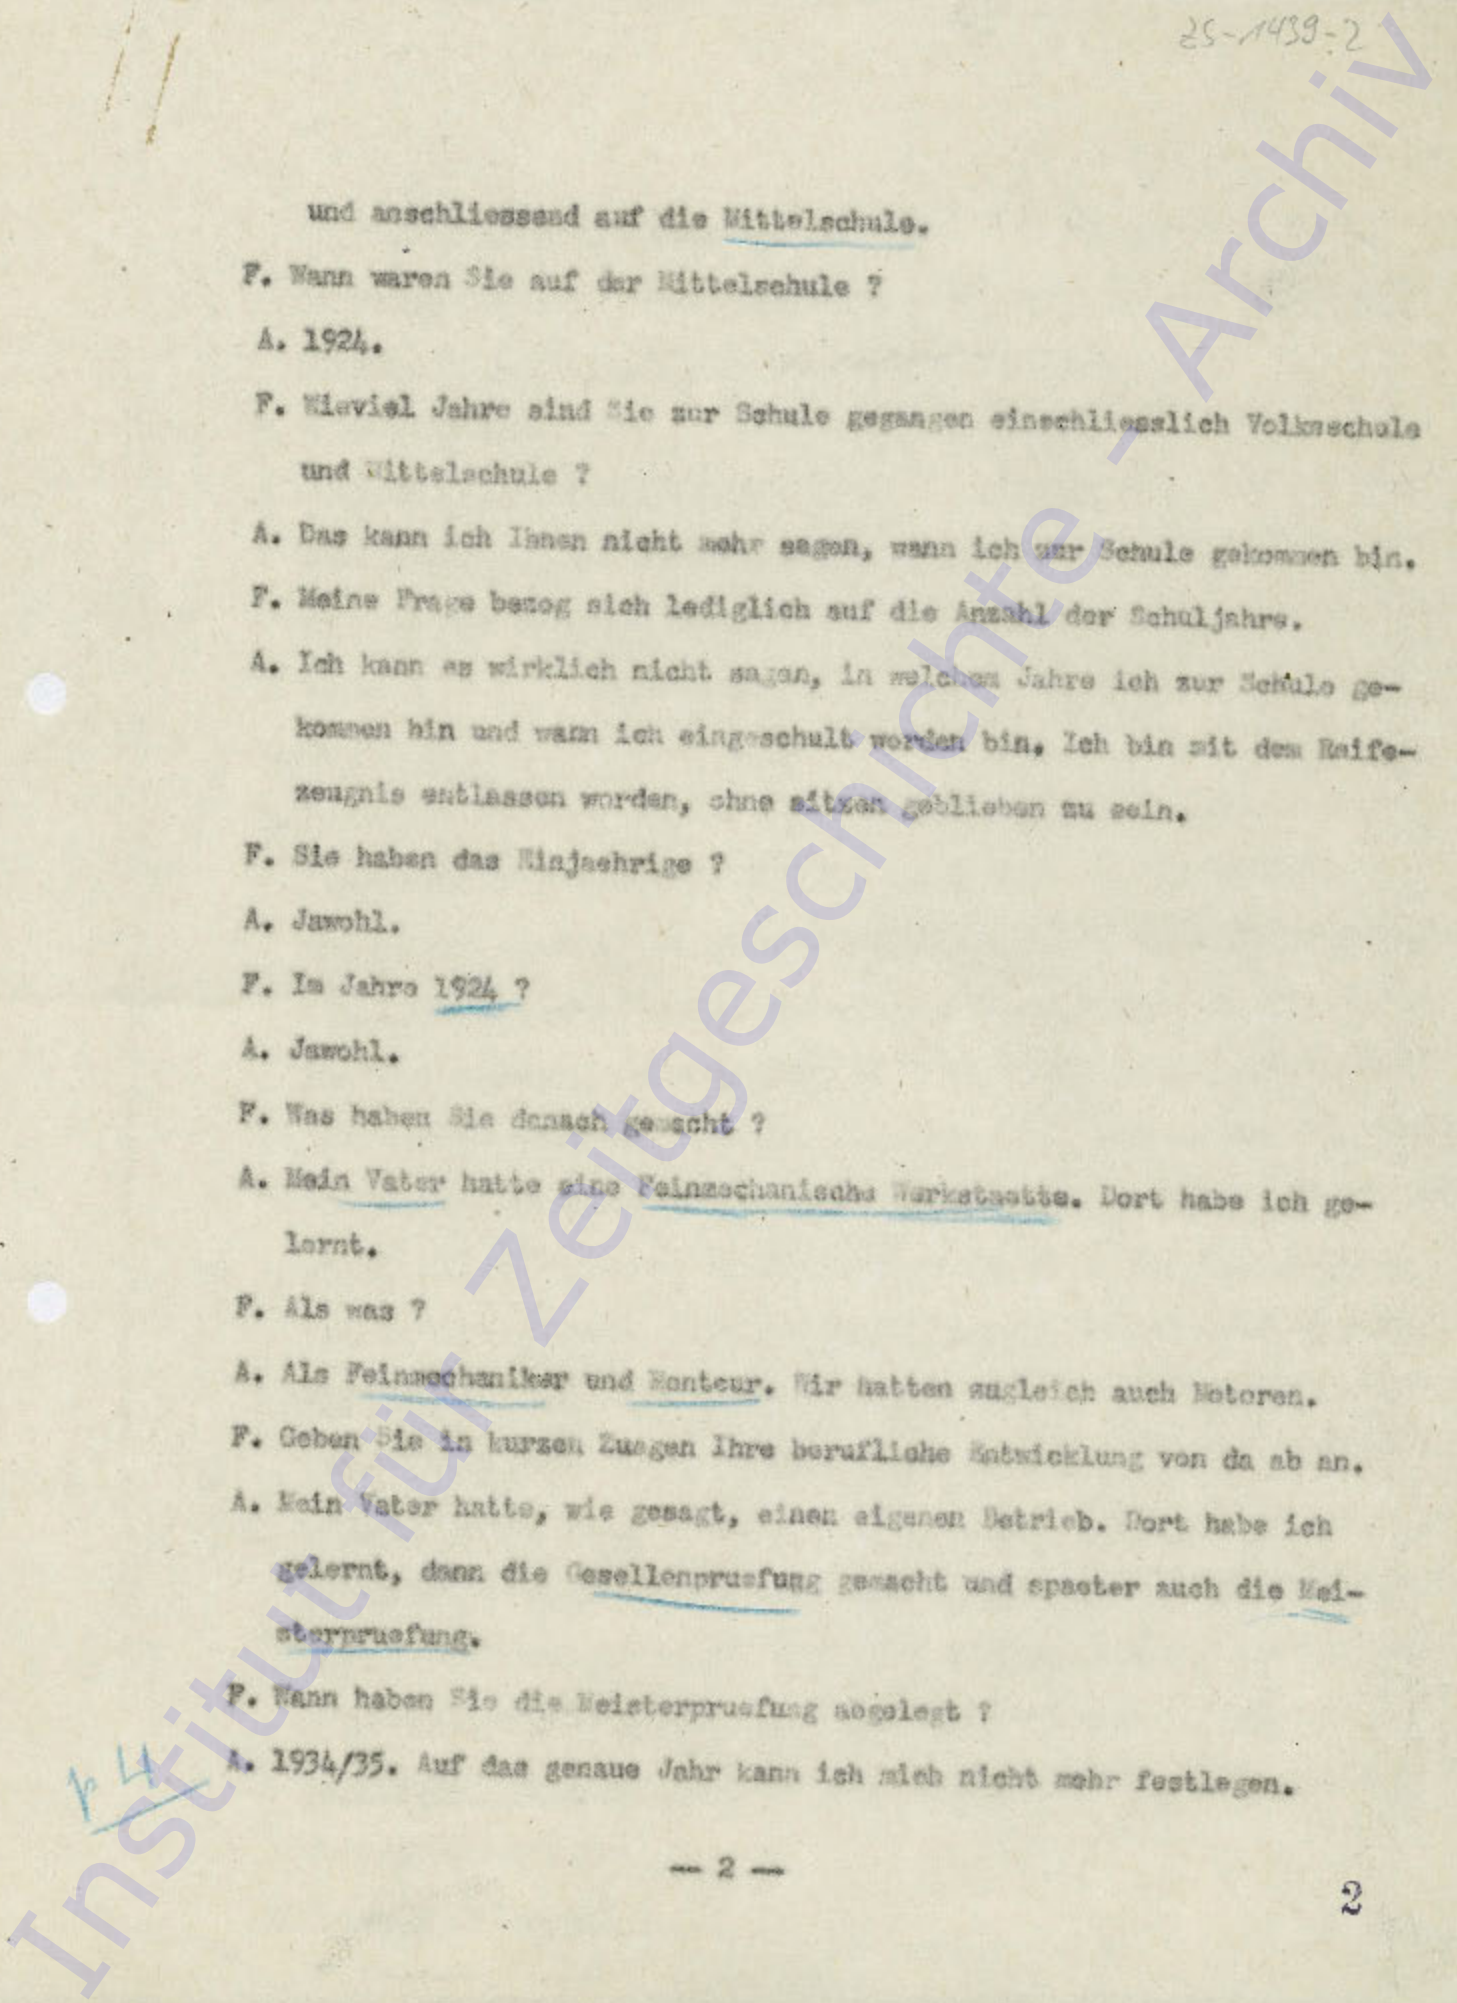 ZS-1439-2
und anschliessend auf die Mittelschule.
F. Wann waren Sie auf der Mittelschule ?
A. 1924.
F. Wieviel Jahre sind Sie zur Schule gegangen einschliesslich Volksschule
und Mittelschule ?
A. Das kann ich Ihnen nicht mehr sagen, wann ich zur Schule gekommen bin.
F. Meine Frage bezog sich lediglich auf die Anzahl der Schuljahre.
A. Ich kann es wirklich nicht sagen, in welchem Jahre ich zur Schule ge-
kommen bin und wann ich eingeschult worden bin. Ich bin mit dem Reife-
zeugnis entlassen worden, ohne sitzen geblieben zu sein.
F. Sie haben das Einjaehrige ?
A. Jawohl.
F. Im Jahre 1924 ?
A. Jawohl.
F. Was haben Sie danach gemacht ?
A. Mein Vater hatte eine Feinmechanische Werkstaette. Dort habe ich ge-
lernt.
F. Als was ?
A. Als Feinmechaniker und Monteur. Wir hatten zugleich auch Motoren.
F. Geben Sie in kurzen Zuegen Ihre berufliche Entwicklung von da ab an.
A. Mein Vater hatte, wie gesagt, einen eigenen Betrieb. Dort habe ich
gelernt, dann die Gesellenpruefung gemacht und spaeter auch die Mei-
sterpruefung.
F. Wann haben Sie die Meisterpruefung abgelegt ?
A. 1934/35. Auf das genaue Jahr kann ich mich nicht mehr festlegen.
— 2 —
2
Institut für Zeitgeschichte - Archiv